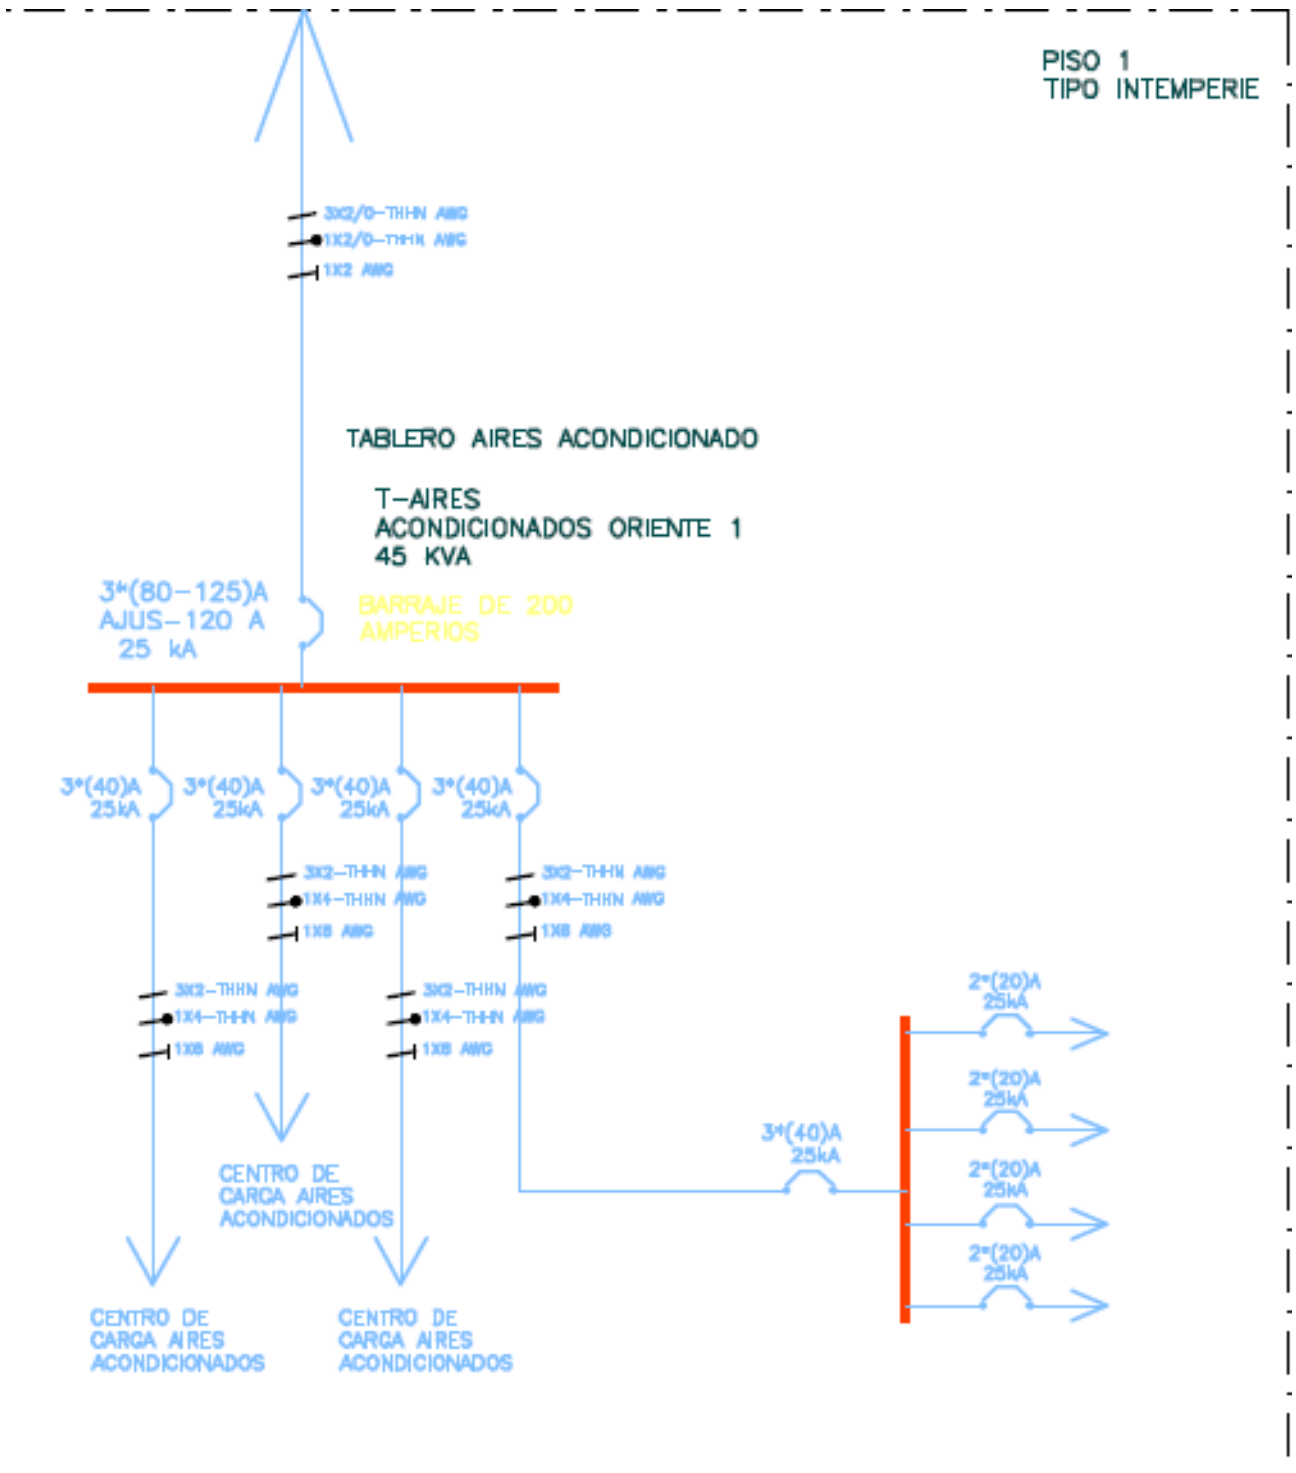 PISO 1
TIPO INTEMPERIE
3X2/0-THHN AWG
1X2/0-THHN AWG
1X2 AWG
TABLERO AIRES ACONDICIONADO
T-AIRES
ACONDICIONADOS ORIENTE 1
45 KVA
3*(80-125)A
AJUS-120 A
25 kA
BARRAJE DE 200
AMPERIOS
3*(40)A
25kA
3*(40)A
25kA
3*(40)A
25kA
3*(40)A
25kA
3X2-THHN AWG
1X4-THHN AWG
1X8 AWG
3X2-THHN AWG
1X4-THHN AWG
1X8 AWG
3X2-THHN AWG
1X4-THHN AWG
1X8 AWG
3X2-THHN AWG
1X4-THHN AWG
1X8 AWG
2*(20)A
25kA
2*(20)A
25kA
3*(40)A
25kA
2*(20)A
25kA
2*(20)A
25kA
CENTRO DE
CARGA AIRES
ACONDICIONADOS
CENTRO DE
CARGA AIRES
ACONDICIONADOS
CENTRO DE
CARGA AIRES
ACONDICIONADOS